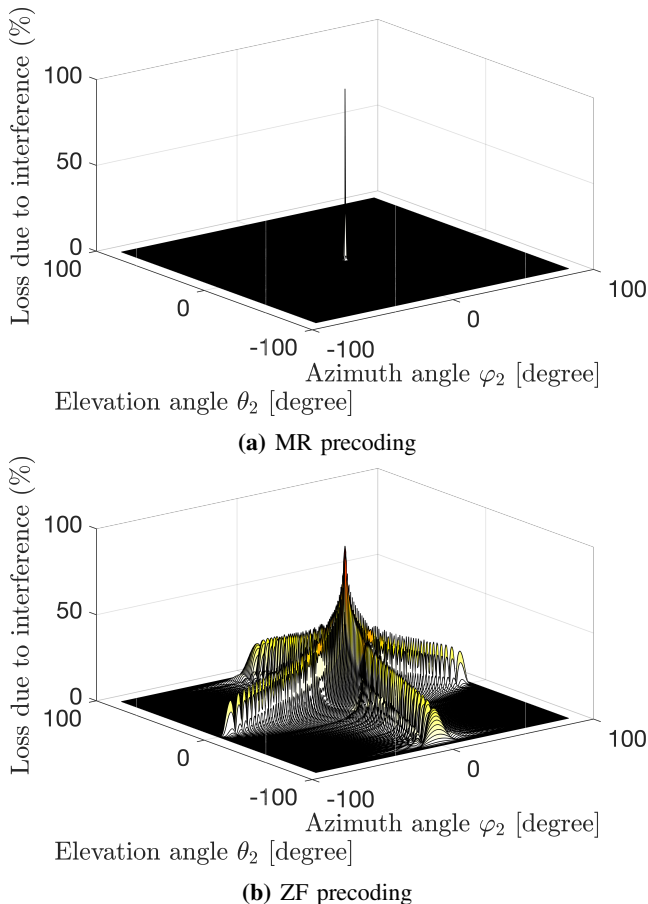 Loss due to interference (%)
100
50
0
100
0
-100
-100
0
100
Azimuth angle φ₂ [degree]
Elevation angle θ₂ [degree]
(a) MR precoding
Loss due to interference (%)
100
50
0
100
0
-100
-100
0
100
Azimuth angle φ₂ [degree]
Elevation angle θ₂ [degree]
(b) ZF precoding